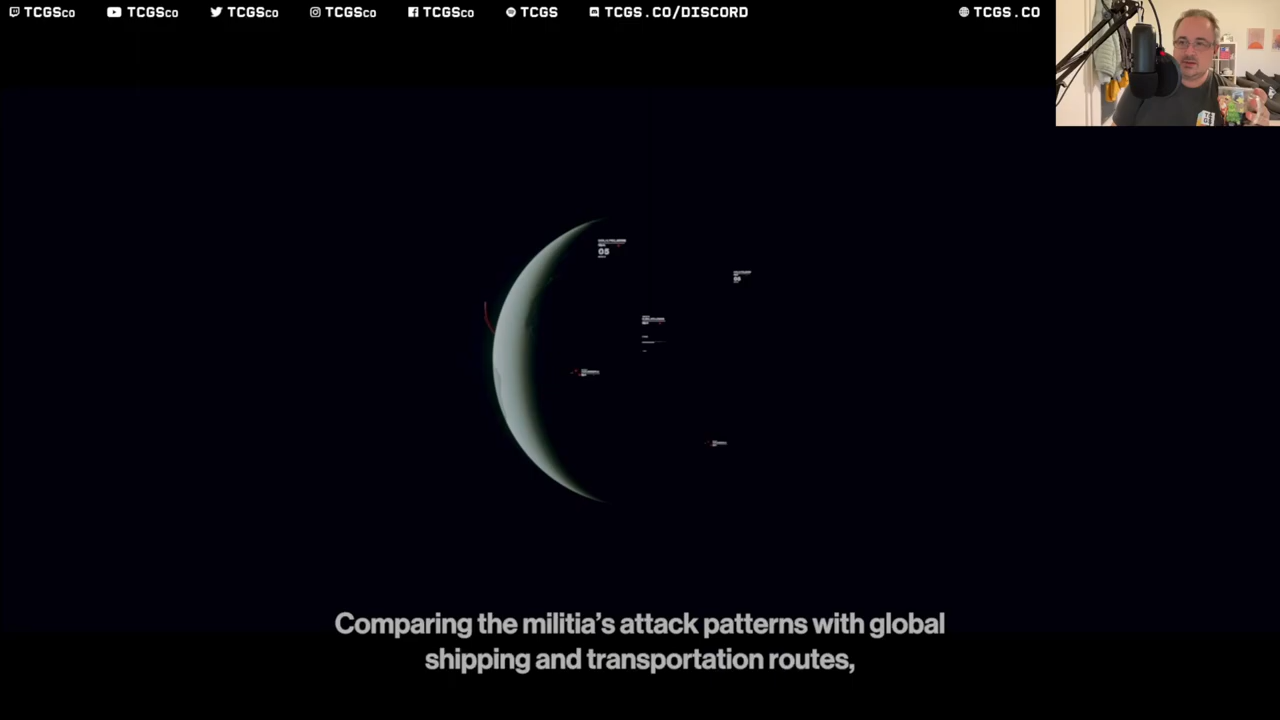 TCGSco TCGSco TCGSco TCGSco TCGSco TCGS TCGS.CO/DISCORD TCGS.CO
05
Comparing the militia's attack patterns with global
shipping and transportation routes,